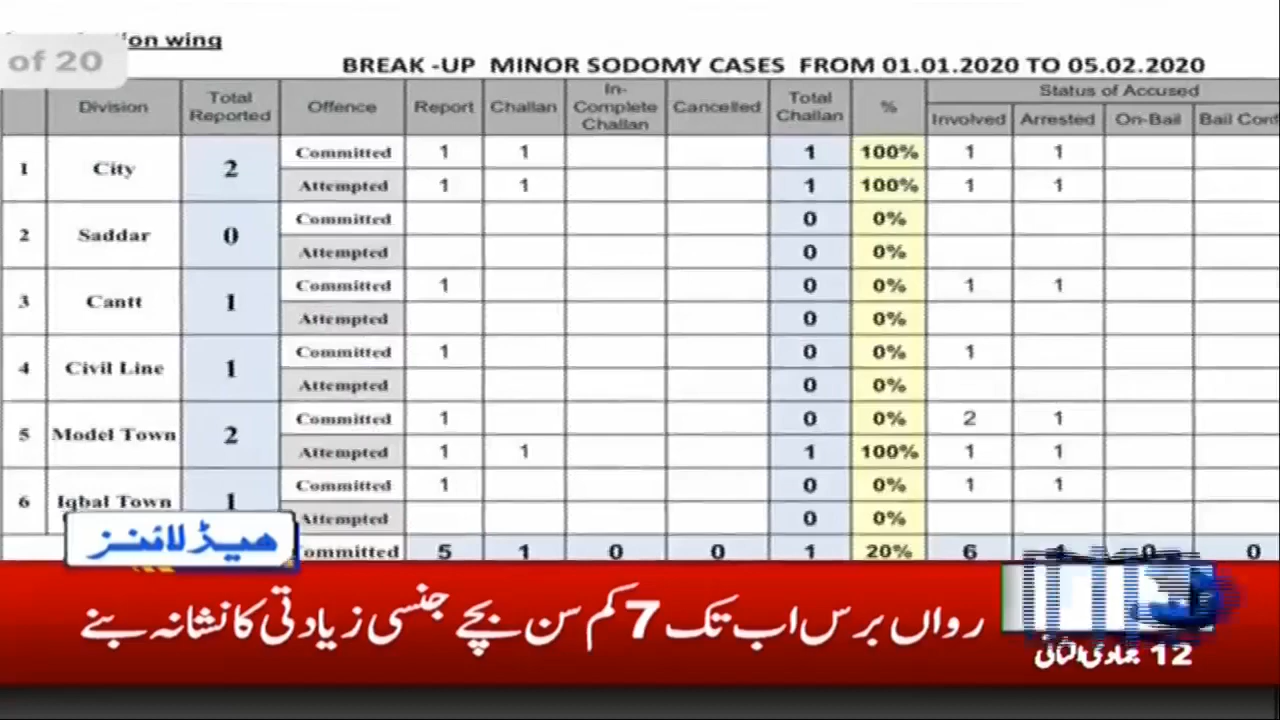 on wing
of 20
BREAK -UP MINOR SODOMY CASES FROM 01.01.2020 TO 05.02.2020
Division Total Reported Offence Report Challan In-Complete Challan Cancelled Total Challan % Status of Accused
Involved Arrested On-Bail Bail Conf
1 City 2 Committed 1 1 1 100% 1 1
Attempted 1 1 1 100% 1 1
2 Saddar 0 Committed 0 0%
Attempted 0 0%
3 Cantt 1 Committed 1 0 0% 1 1
Attempted 0 0%
4 Civil Line 1 Committed 1 0 0% 1
Attempted 0 0%
5 Model Town 2 Committed 1 0 0% 2 1
Attempted 1 1 1 100% 1 1
6 Iqbal Town 1 Committed 1 0 0% 1 1
Attempted 0 0%
ommitted 5 1 0 0 1 20% 6 0 0
ہیڈلائنز
رواں برس اب تک 7 کم سن بچے جنسی زیادتی کا نشانہ بنے
12 جمادی الثانی